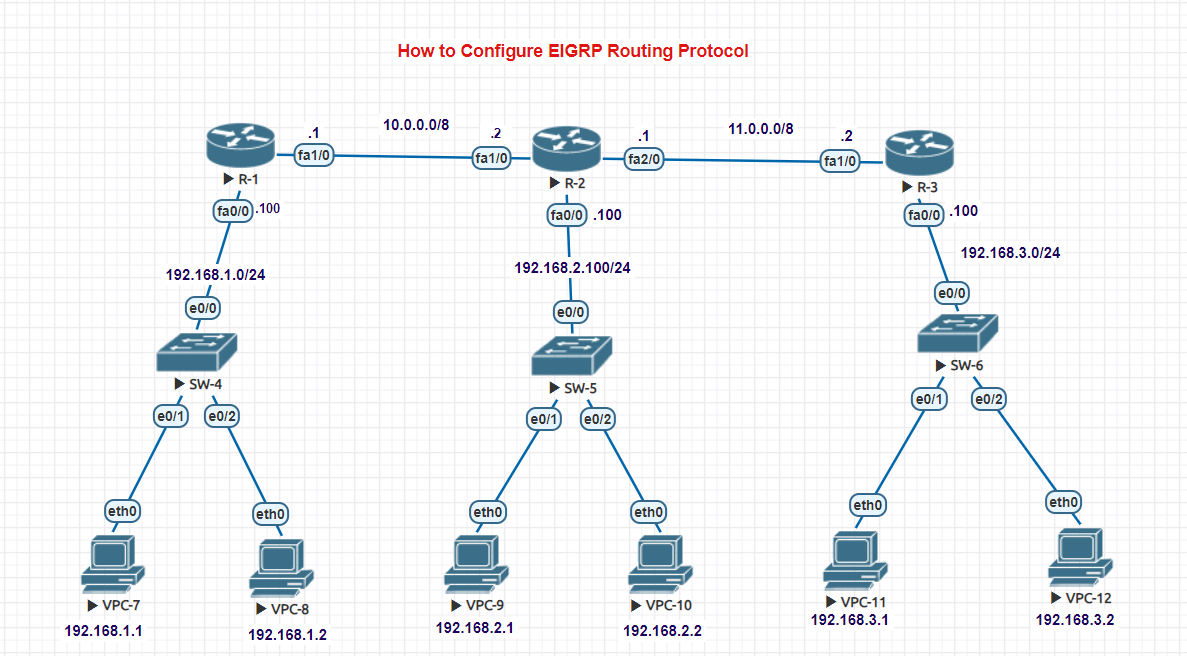 How to Configure EIGRP Routing Protocol
.1
10.0.0.0/8
.2
.1
11.0.0.0/8
.2
fa1/0
fa1/0
fa2/0
fa1/0
R-1
R-2
R-3
fa0/0
.100
fa0/0
.100
fa0/0
.100
192.168.1.0/24
192.168.2.100/24
192.168.3.0/24
e0/0
e0/0
e0/0
SW-4
SW-5
SW-6
e0/1
e0/2
e0/1
e0/2
e0/1
e0/2
eth0
eth0
eth0
eth0
eth0
eth0
VPC-7
VPC-8
VPC-9
VPC-10
VPC-11
VPC-12
192.168.1.1
192.168.1.2
192.168.2.1
192.168.2.2
192.168.3.1
192.168.3.2